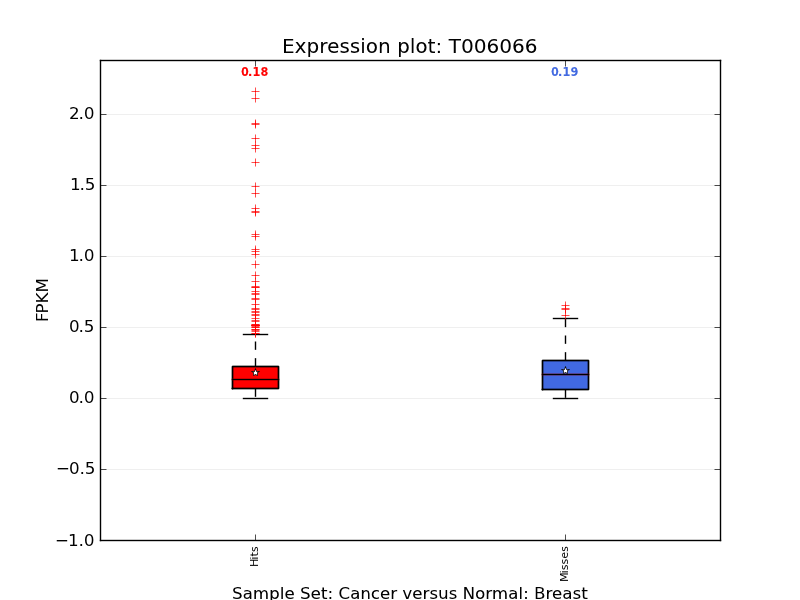 Expression plot: T006066
0.18
0.19
2.0
1.5
1.0
0.5
0.0
−0.5
−1.0
FPKM
Hits
Misses
Sample Set: Cancer versus Normal: Breast